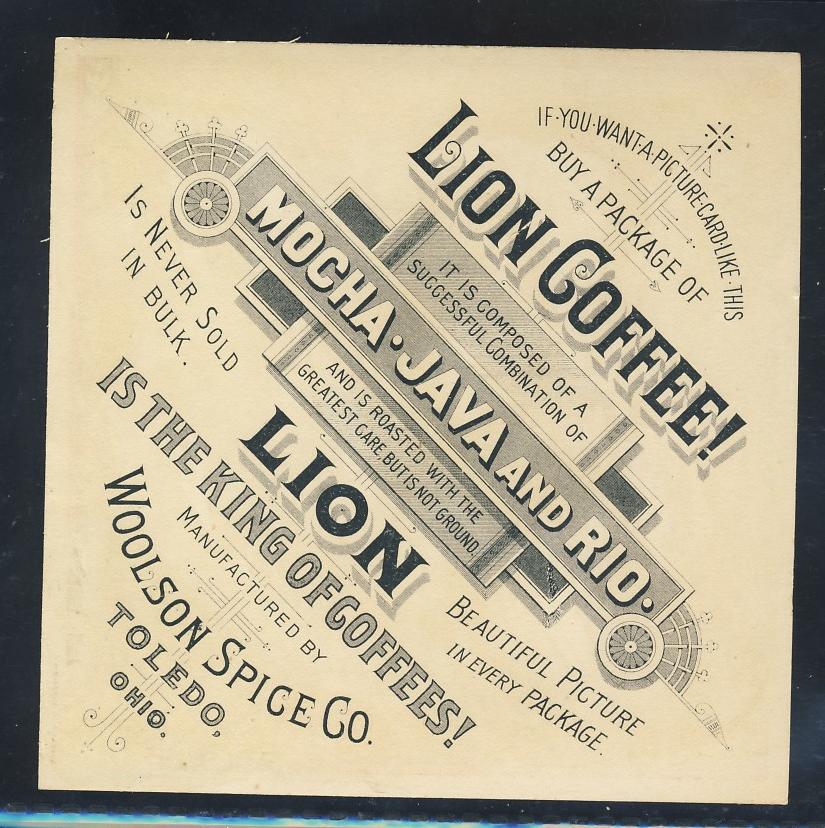 IF·YOU·WANT·A·PICTURE·CARD·LIKE·THIS
BUY A PACKAGE OF
LION COFFEE!
IT IS COMPOSED OF A
SUCCESSFUL COMBINATION OF
MOCHA·JAVA AND RIO·
AND IS ROASTED WITH THE
GREATEST CARE, BUT IS NOT GROUND.
IS NEVER SOLD
IN BULK.
LION
IS THE KING OF COFFEES!
MANUFACTURED BY
WOOLSON SPICE CO.
TOLEDO,
OHIO.
BEAUTIFUL PICTURE
IN EVERY PACKAGE.